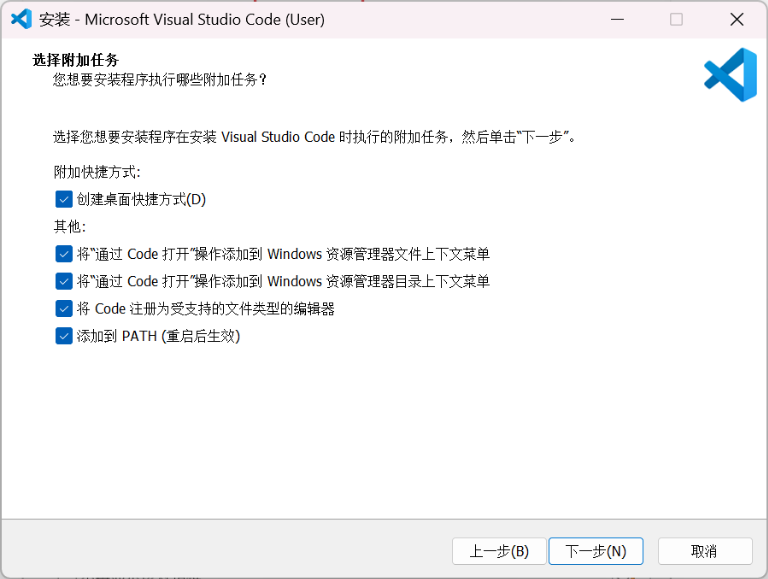 安装 - Microsoft Visual Studio Code (User)
选择附加任务
您想要安装程序执行哪些附加任务？
选择您想要安装程序在安装 Visual Studio Code 时执行的附加任务，然后单击“下一步”。
附加快捷方式:
创建桌面快捷方式(D)
其他:
将“通过 Code 打开”操作添加到 Windows 资源管理器文件上下文菜单
将“通过 Code 打开”操作添加到 Windows 资源管理器目录上下文菜单
将 Code 注册为受支持的文件类型的编辑器
添加到 PATH (重启后生效)
上一步(B) 下一步(N) 取消